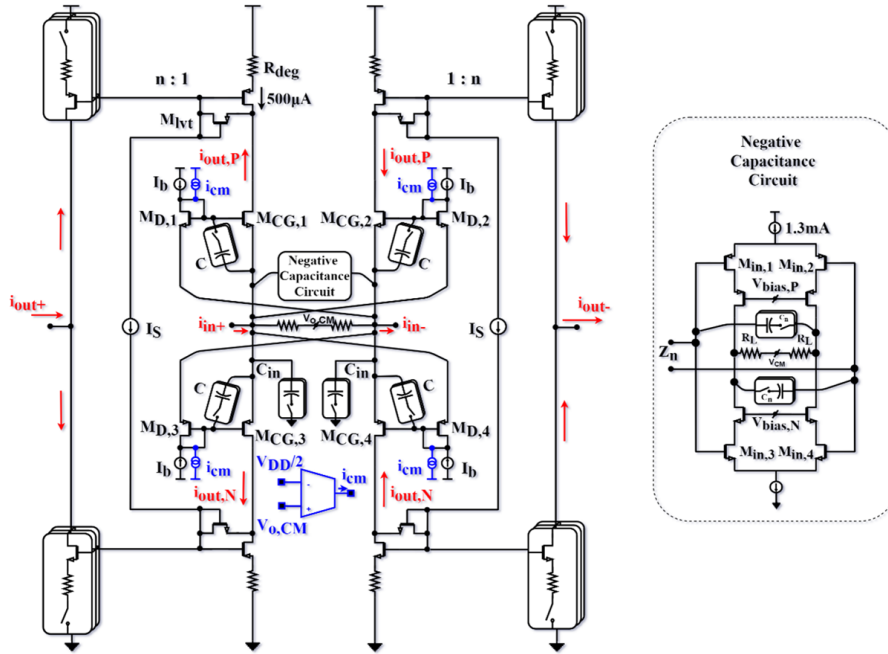 n : 1
R_deg
1 : n
500µA
M_lvt
i_out,P
i_out,P
I_b
i_cm
i_cm
I_b
M_D,1
M_CG,1
M_CG,2
M_D,2
C
C
Negative
Capacitance
Circuit
i_out+
i_out-
I_S
i_in+
V_o,CM
i_in-
I_S
C_in
C_in
C
C
M_D,3
M_CG,3
M_CG,4
M_D,4
I_b
i_cm
V_DD/2
i_cm
i_cm
I_b
-
+
i_out,N
V_o,CM
i_out,N
Negative
Capacitance
Circuit
1.3mA
M_in,1
M_in,2
V_bias,P
C_n
R_L
R_L
Z_n
V_CM
C_n
V_bias,N
M_in,3
M_in,4